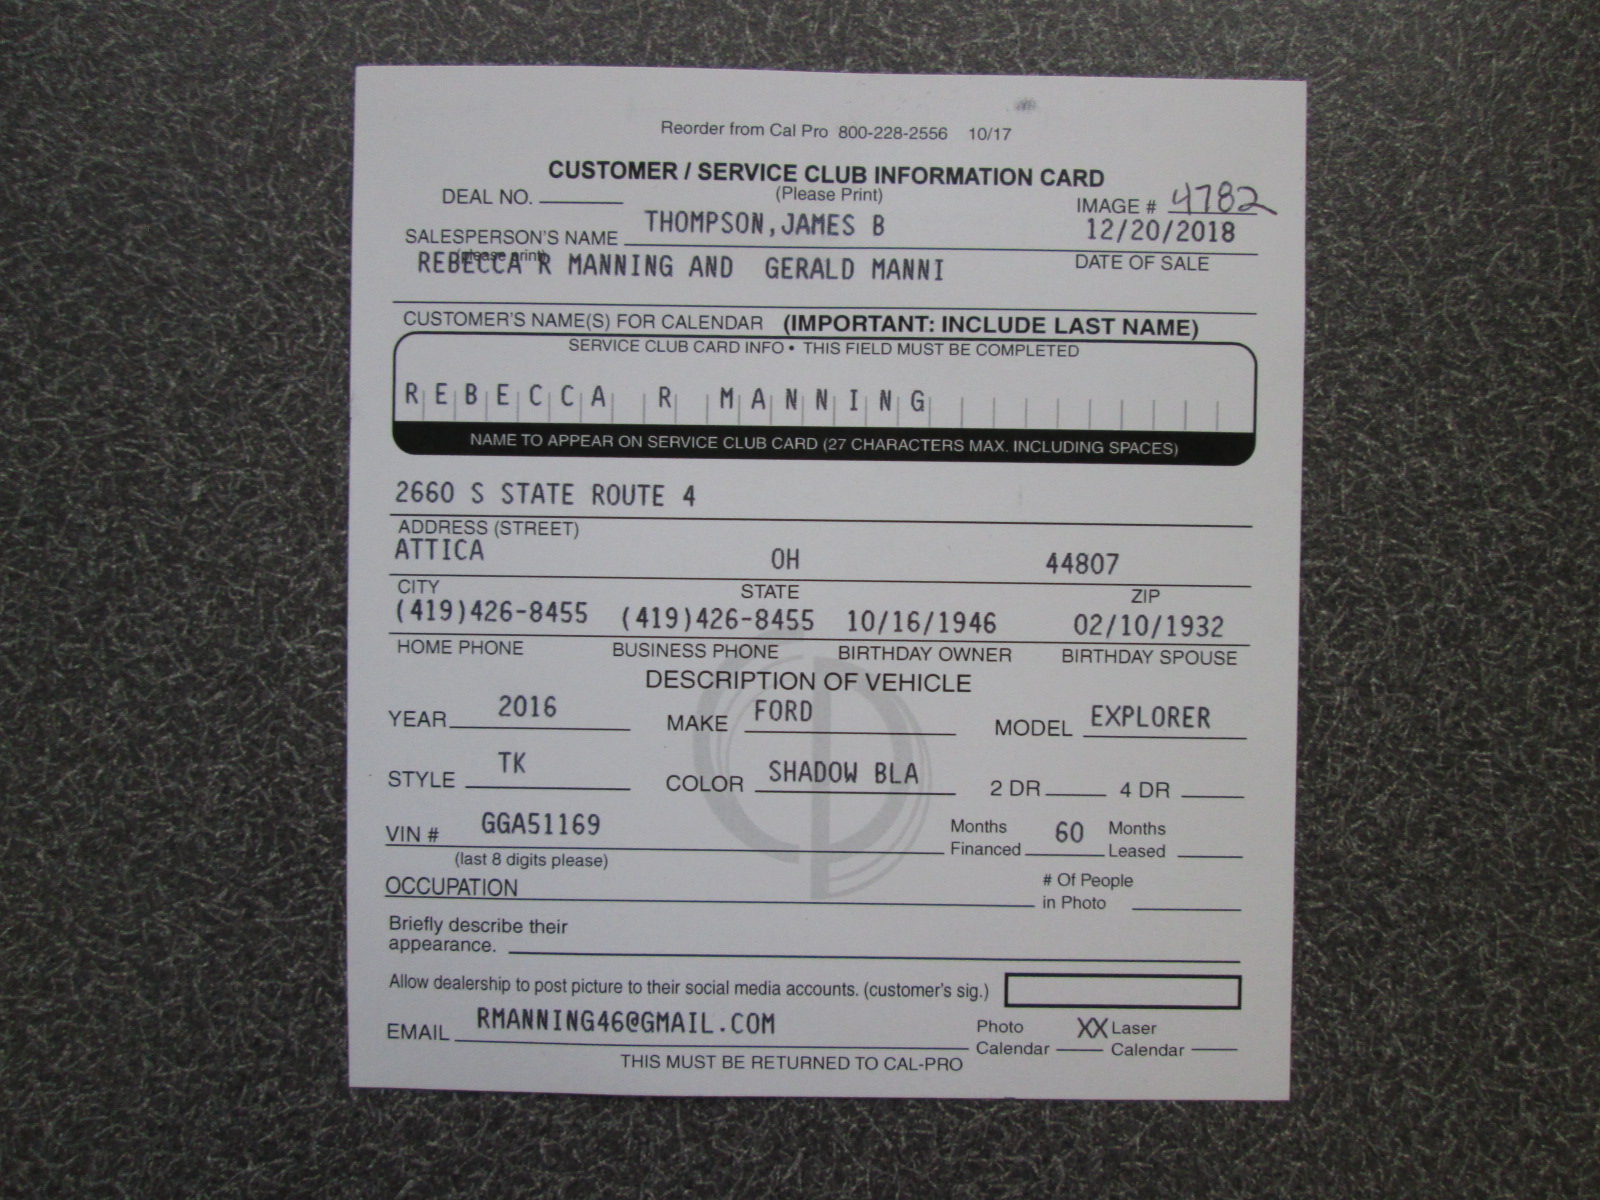 Reorder from Cal Pro 800-228-2556 10/17
CUSTOMER / SERVICE CLUB INFORMATION CARD
(Please Print)
DEAL NO.
IMAGE # 4782
SALESPERSON'S NAME THOMPSON,JAMES B 12/20/2018
(please print)
DATE OF SALE
REBECCA R MANNING AND GERALD MANNI
CUSTOMER'S NAME(S) FOR CALENDAR (IMPORTANT: INCLUDE LAST NAME)
SERVICE CLUB CARD INFO • THIS FIELD MUST BE COMPLETED
REBECCA R MANNING
NAME TO APPEAR ON SERVICE CLUB CARD (27 CHARACTERS MAX. INCLUDING SPACES)
2660 S STATE ROUTE 4
ADDRESS (STREET)
ATTICA OH 44807
CITY STATE ZIP
(419)426-8455 (419)426-8455 10/16/1946 02/10/1932
HOME PHONE BUSINESS PHONE BIRTHDAY OWNER BIRTHDAY SPOUSE
DESCRIPTION OF VEHICLE
YEAR 2016 MAKE FORD MODEL EXPLORER
STYLE TK COLOR SHADOW BLA 2 DR 4 DR
VIN # GGA51169 Months Financed 60 Months Leased
(last 8 digits please)
OCCUPATION # Of People in Photo
Briefly describe their
appearance.
Allow dealership to post picture to their social media accounts. (customer's sig.)
EMAIL RMANNING46@GMAIL.COM Photo Calendar XX Laser Calendar
THIS MUST BE RETURNED TO CAL-PRO